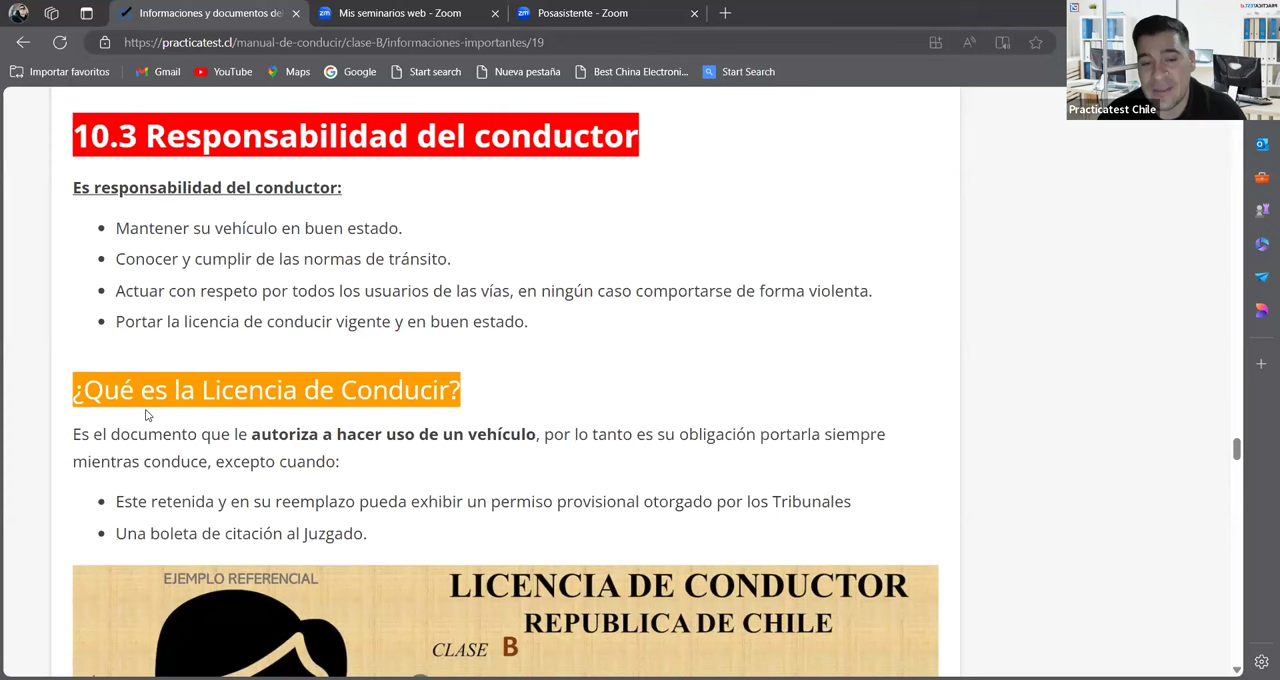 Informaciones y documentos del
Mis seminarios web - Zoom
Posasistente - Zoom
https://practicatest.cl/manual-de-conducir/clase-B/informaciones-importantes/19
Importar favoritos
Gmail
YouTube
Maps
Google
Start search
Nueva pestaña
Best China Electroni...
Start Search
Practicatest Chile
10.3 Responsabilidad del conductor
Es responsabilidad del conductor:
Mantener su vehículo en buen estado.
Conocer y cumplir de las normas de tránsito.
Actuar con respeto por todos los usuarios de las vías, en ningún caso comportarse de forma violenta.
Portar la licencia de conducir vigente y en buen estado.
¿Qué es la Licencia de Conducir?
Es el documento que le autoriza a hacer uso de un vehículo, por lo tanto es su obligación portarla siempre
mientras conduce, excepto cuando:
Este retenida y en su reemplazo pueda exhibir un permiso provisional otorgado por los Tribunales
Una boleta de citación al Juzgado.
EJEMPLO REFERENCIAL
LICENCIA DE CONDUCTOR
REPUBLICA DE CHILE
CLASE B